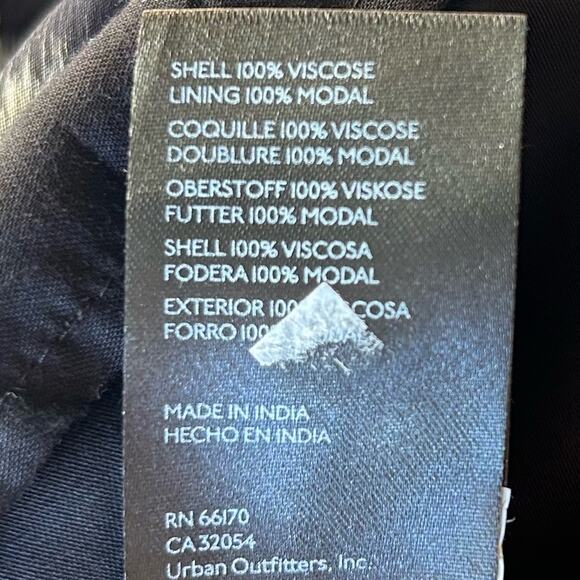 SHELL 100% VISCOSE
LINING 100% MODAL
COQUILLE 100% VISCOSE
DOUBLURE 100% MODAL
OBERSTOFF 100% VISKOSE
FUTTER 100% MODAL
SHELL 100% VISCOSA
FODERA 100% MODAL
EXTERIOR
FORRO
MADE IN INDIA
HECHO EN INDIA
RN 66170
CA 32054
Urban Outfitters, Inc.